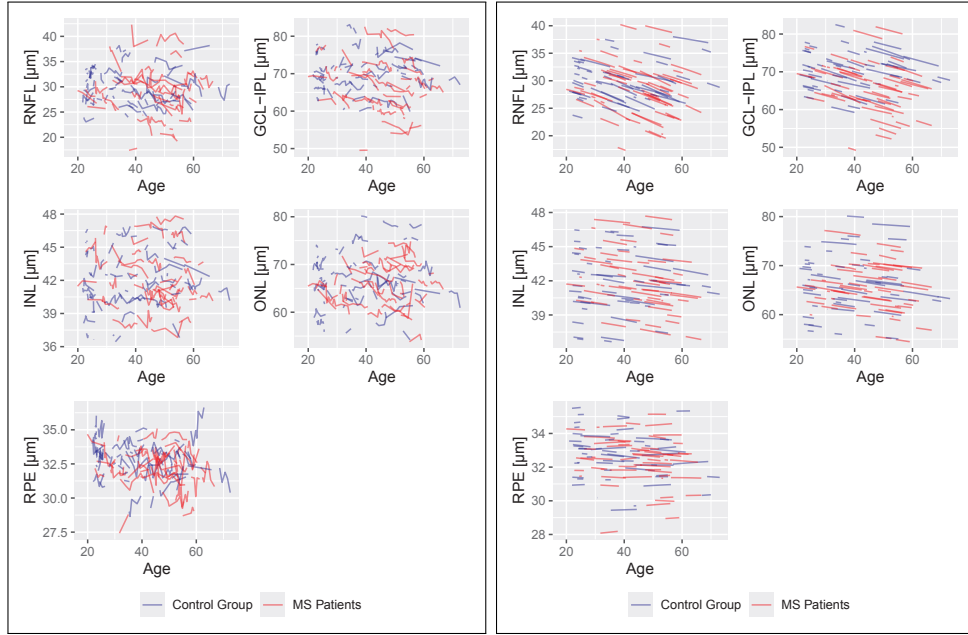 RNFL [µm]
40
35
30
25
20
20
40
60
Age
GCL−IPL [µm]
80
70
60
50
20
40
60
Age
INL [µm]
48
45
42
39
36
20
40
60
Age
ONL [µm]
80
70
60
20
40
60
Age
RPE [µm]
35.0
32.5
30.0
27.5
20
40
60
Age
Control Group
MS Patients
RNFL [µm]
40
35
30
25
20
20
40
60
Age
GCL−IPL [µm]
80
70
60
50
20
40
60
Age
INL [µm]
48
45
42
39
20
40
60
Age
ONL [µm]
80
70
60
20
40
60
Age
RPE [µm]
34
32
30
28
20
40
60
Age
Control Group
MS Patients